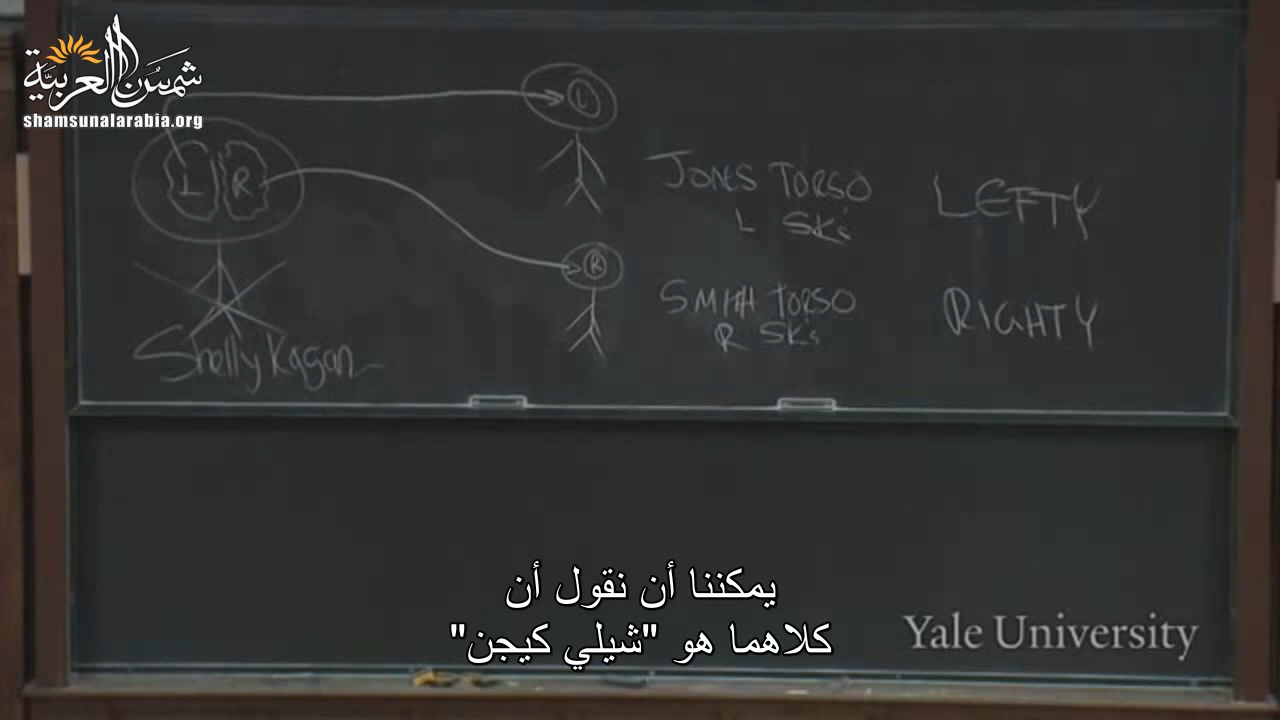 شمس العربية
shamsunalarabia.org
L
L R
JONES TORSO
L SK's
LEFTY
R
SMITH TORSO
R SK's
RIGHTY
Shelly Kagan
يمكننا أن نقول أن
كلاهما هو "شيلي كيجن"
Yale University